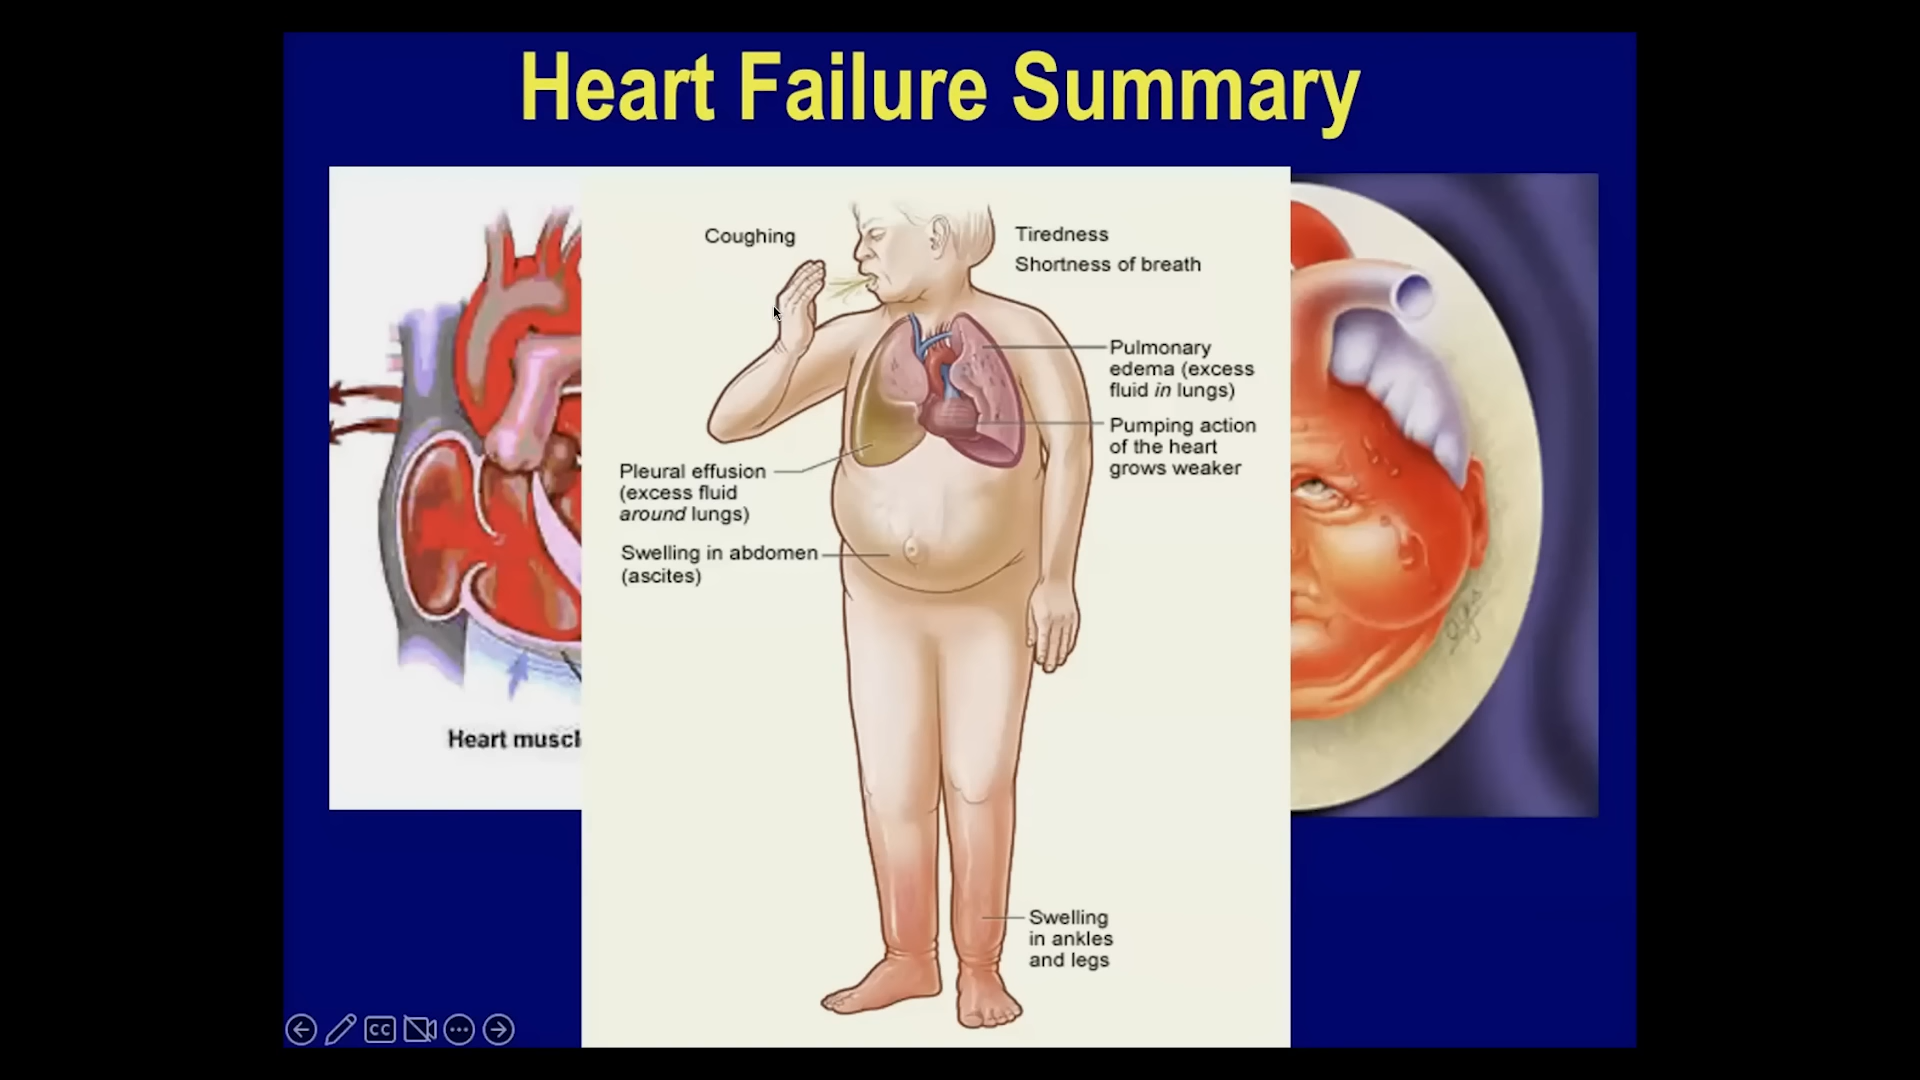 Heart Failure Summary
Coughing
Tiredness
Shortness of breath
Pulmonary
edema (excess
fluid in lungs)
Pumping action
of the heart
grows weaker
Pleural effusion
(excess fluid
around lungs)
Swelling in abdomen
(ascites)
Heart muscl
Swelling
in ankles
and legs
CC